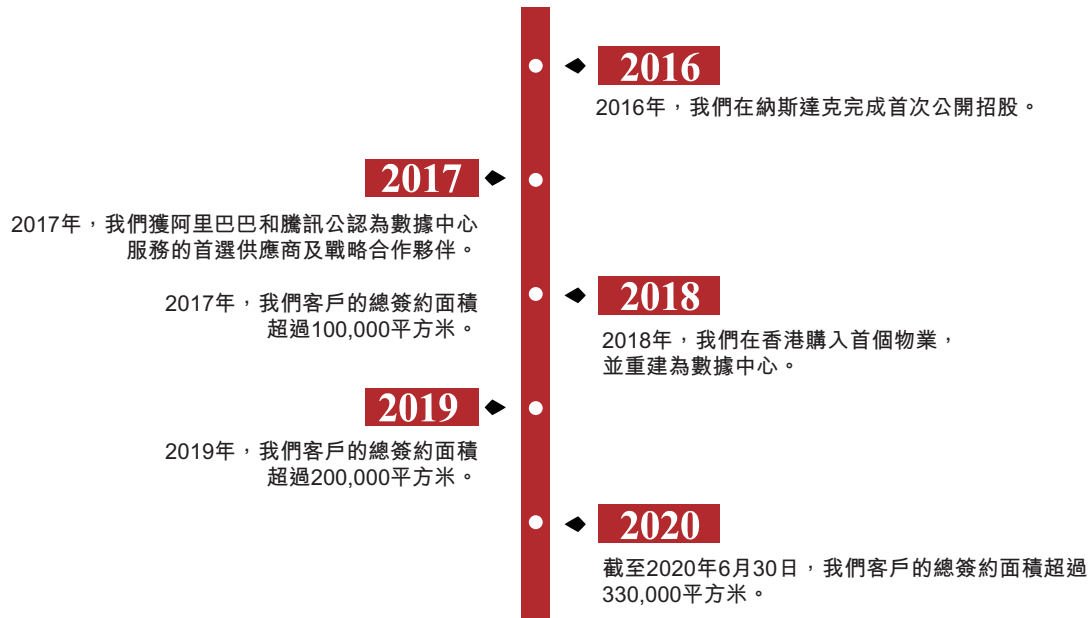 2016
2016年，我們在納斯達克完成首次公開招股。
2017
2017年，我們獲阿里巴巴和騰訊公認為數據中心
服務的首選供應商及戰略合作夥伴。
2017年，我們客戶的總簽約面積
超過100,000平方米。
2018
2018年，我們在香港購入首個物業，
並重建為數據中心。
2019
2019年，我們客戶的總簽約面積
超過200,000平方米。
2020
截至2020年6月30日，我們客戶的總簽約面積超過
330,000平方米。